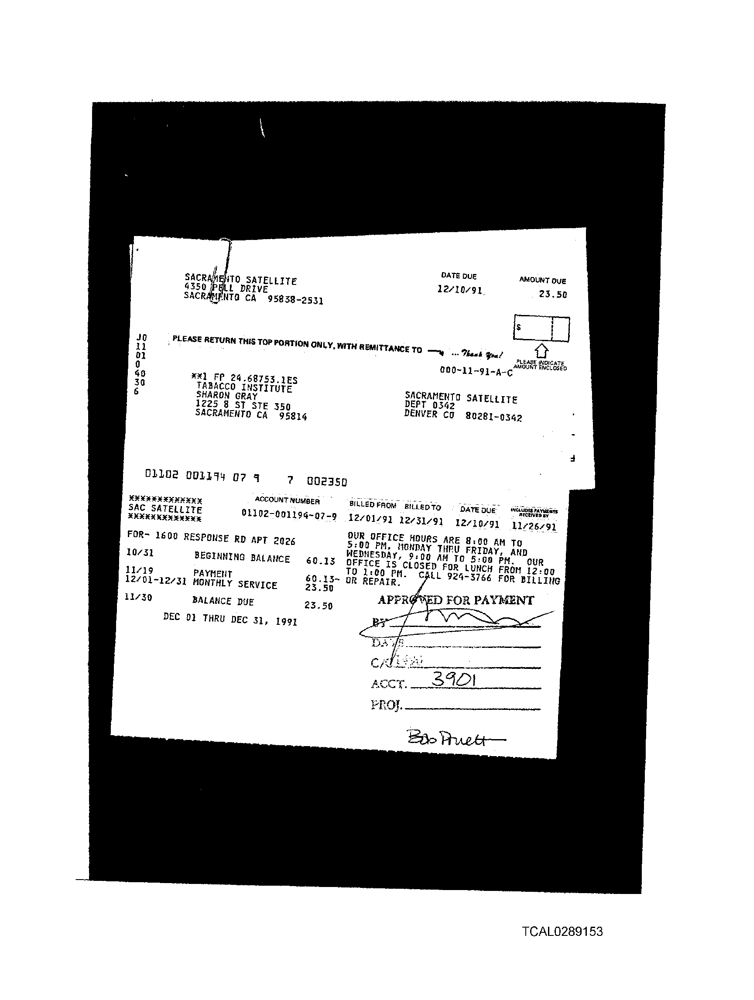 SACRAMENTO SATELLITE
4350 PELL DRIVE
SACRAMENTO CA 95838-2531
DATE DUE
AMOUNT DUE
12/10/91
23.50
$
PLEASE RETURN THIS TOP PORTION ONLY, WITH REMITTANCE TO ... Thank You!
PLEASE INDICATE
AMOUNT ENCLOSED
000-11-91-A-C
JO
11
01
0
40
30
6
**1 FP 24.68753.1ES
TABACCO INSTITUTE
SHARON GRAY
1225 8 ST STE 350
SACRAMENTO CA 95814
SACRAMENTO SATELLITE
DEPT 0342
DENVER CO 80281-0342
01102 001194 07 9 7 002350
XXXXXXXXXXXXX
SAC SATELLITE
XXXXXXXXXXXXX
ACCOUNT NUMBER
01102-001194-07-9
BILLED FROM BILLED TO DATE DUE INCLUDES PAYMENTS RECEIVED BY
12/01/91 12/31/91 12/10/91 11/26/91
FOR- 1600 RESPONSE RD APT 2026
10/31 BEGINNING BALANCE 60.13
11/19 PAYMENT 60.13-
12/01-12/31 MONTHLY SERVICE 23.50
11/30 BALANCE DUE 23.50
DEC 01 THRU DEC 31, 1991
OUR OFFICE HOURS ARE 8:00 AM TO
5:00 PM, MONDAY THRU FRIDAY, AND
WEDNESDAY, 9:00 AM TO 5:00 PM. OUR
OFFICE IS CLOSED FOR LUNCH FROM 12:00
TO 1:00 PM. CALL 924-3766 FOR BILLING
OR REPAIR.
APPROVED FOR PAYMENT
BY
DATE
ACCT. 3901
PROJ.
Bob Pruett
TCAL0289153